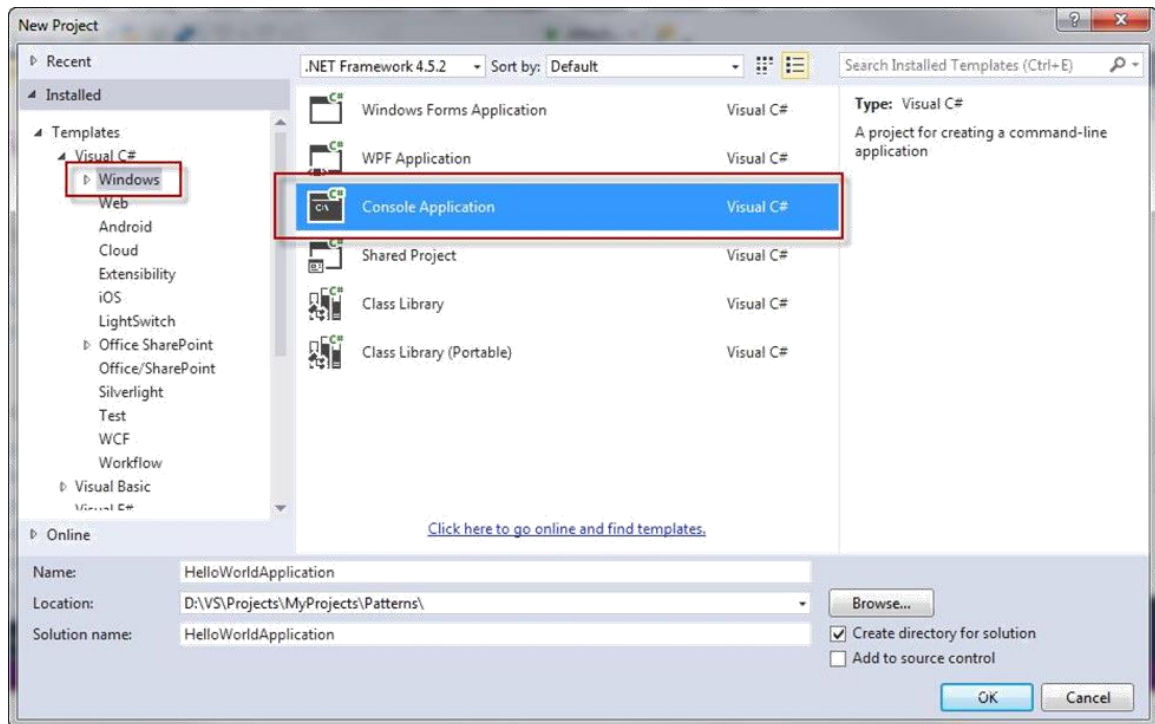 New Project
Recent
.NET Framework 4.5.2
Sort by: Default
Search Installed Templates (Ctrl+E)
Installed
Templates
Visual C#
Windows
Web
Android
Cloud
Extensibility
iOS
LightSwitch
Office SharePoint
Office/SharePoint
Silverlight
Test
WCF
Workflow
Visual Basic
Visual F#
Online
Windows Forms Application Visual C#
WPF Application Visual C#
Console Application Visual C#
Shared Project Visual C#
Class Library Visual C#
Class Library (Portable) Visual C#
Click here to go online and find templates.
Type: Visual C#
A project for creating a command-line
application
Name: HelloWorldApplication
Location: D:\VS\Projects\MyProjects\Patterns\
Browse...
Solution name: HelloWorldApplication
Create directory for solution
Add to source control
OK
Cancel